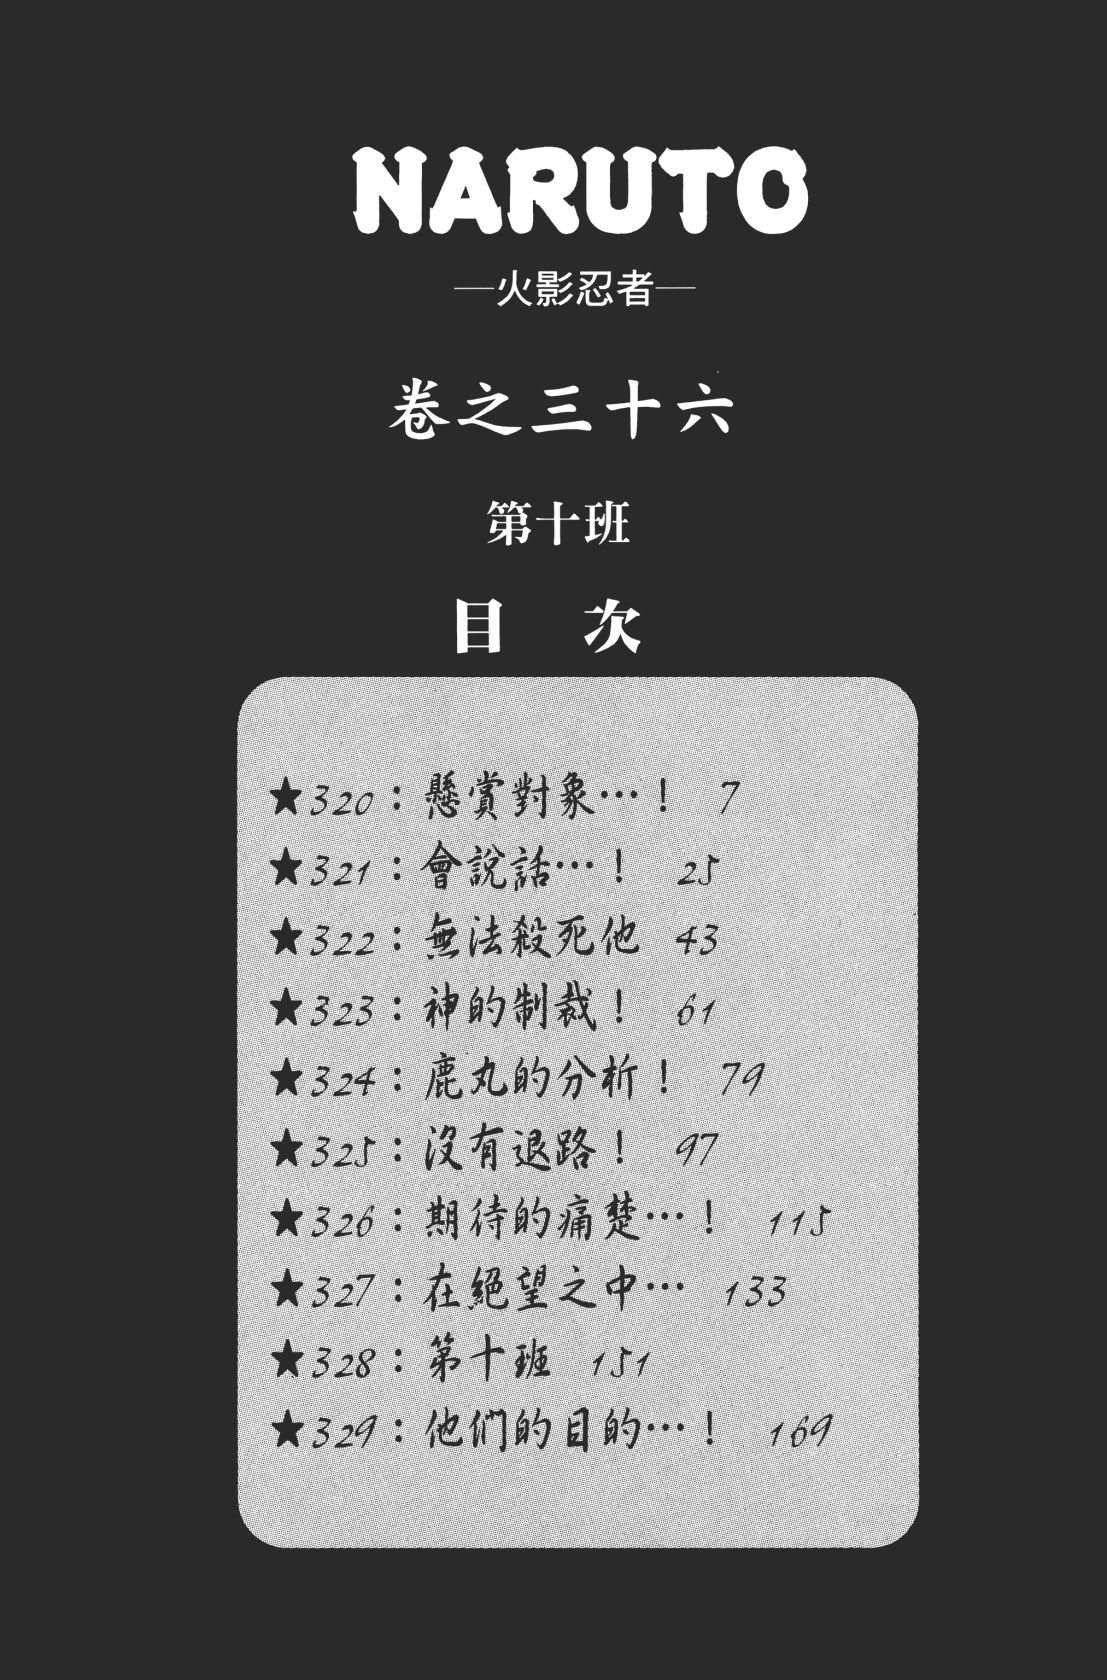 NARUTO
—火影忍者—
卷之三十六
第十班
目 次
★320：懸賞對象…！ 7
★321：會說話…！ 25
★322：無法殺死他 43
★323：神的制裁！ 61
★324：鹿丸的分析！ 79
★325：沒有退路！ 97
★326：期待的痛楚…！ 115
★327：在絕望之中… 133
★328：第十班 151
★329：他們的目的…！ 169